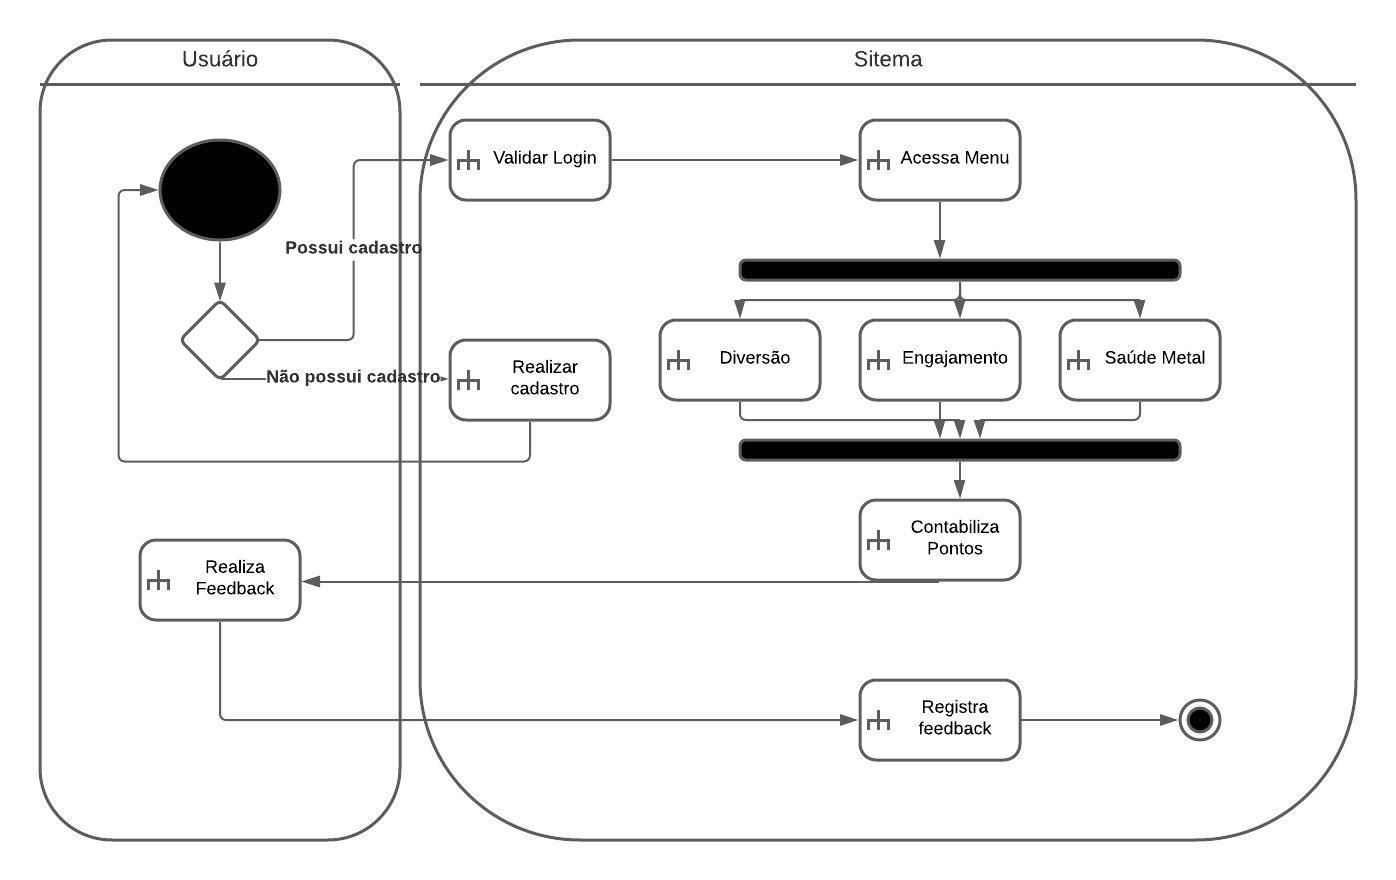 Usuário
Sitema
Validar Login
Acessa Menu
Possui cadastro
Não possui cadastro
Realizar
cadastro
Diversão
Engajamento
Saúde Metal
Contabiliza
Pontos
Realiza
Feedback
Registra
feedback